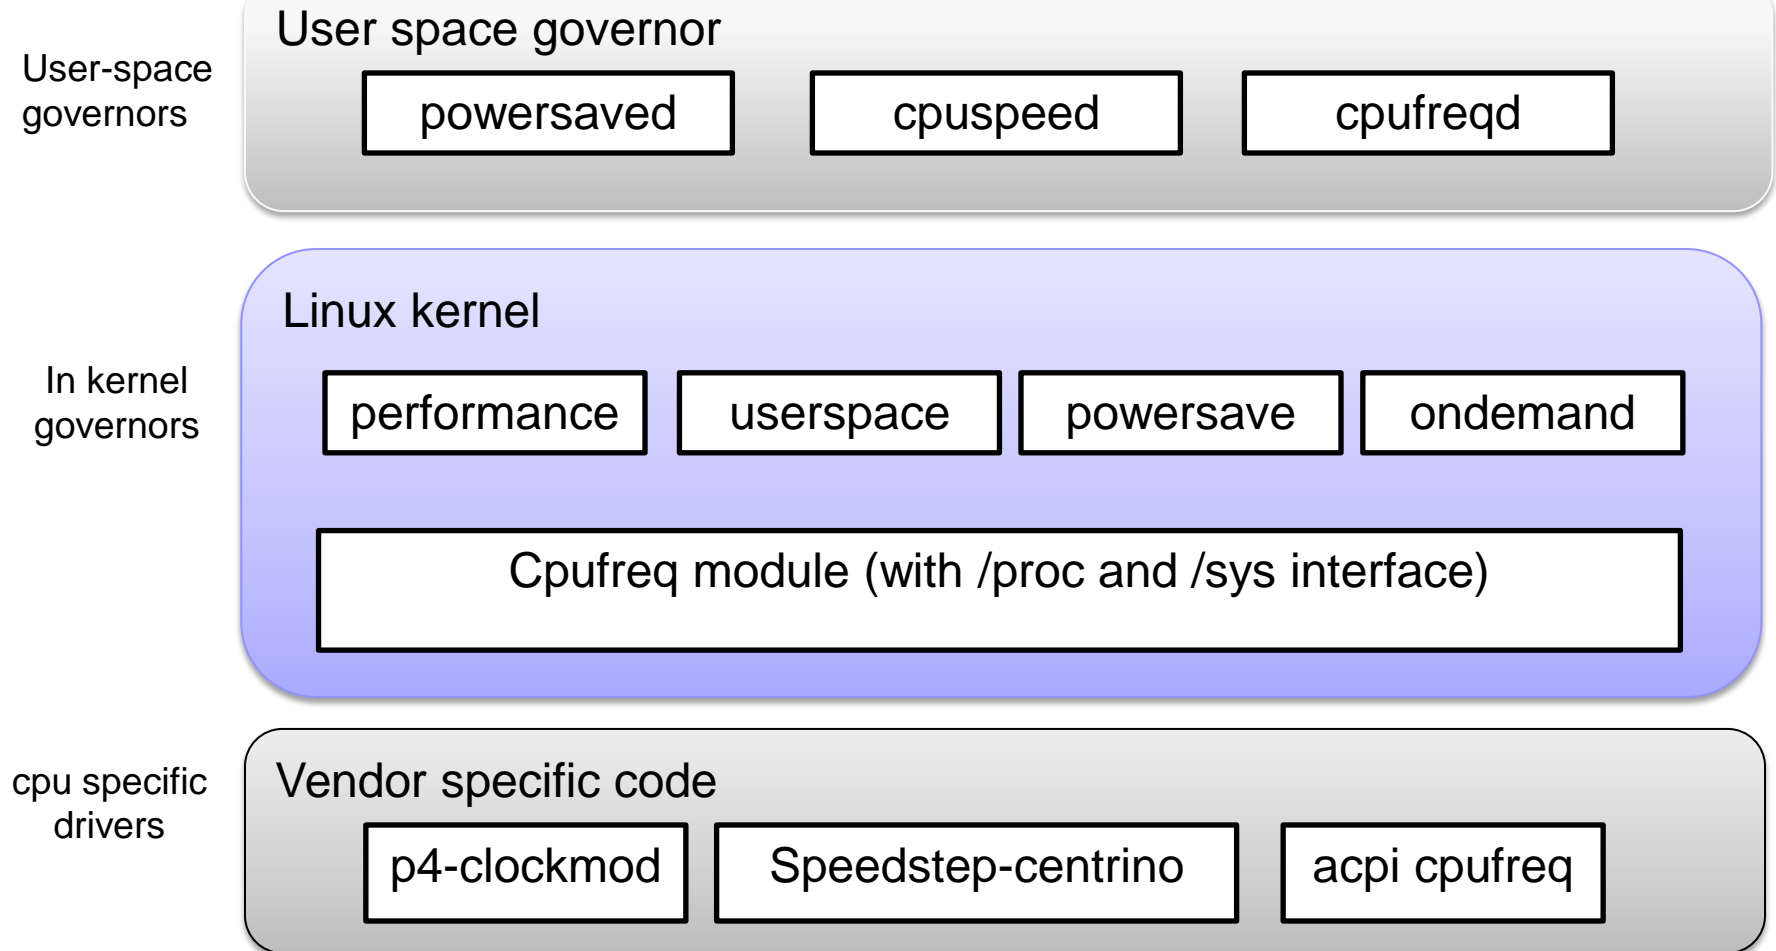 User space governor
User-space
governors
powersaved
cpuspeed
cpufreqd
Linux kernel
In kernel
governors
performance
userspace
powersave
ondemand
Cpufreq module (with /proc and /sys interface)
cpu specific
drivers
Vendor specific code
p4-clockmod
Speedstep-centrino
acpi cpufreq